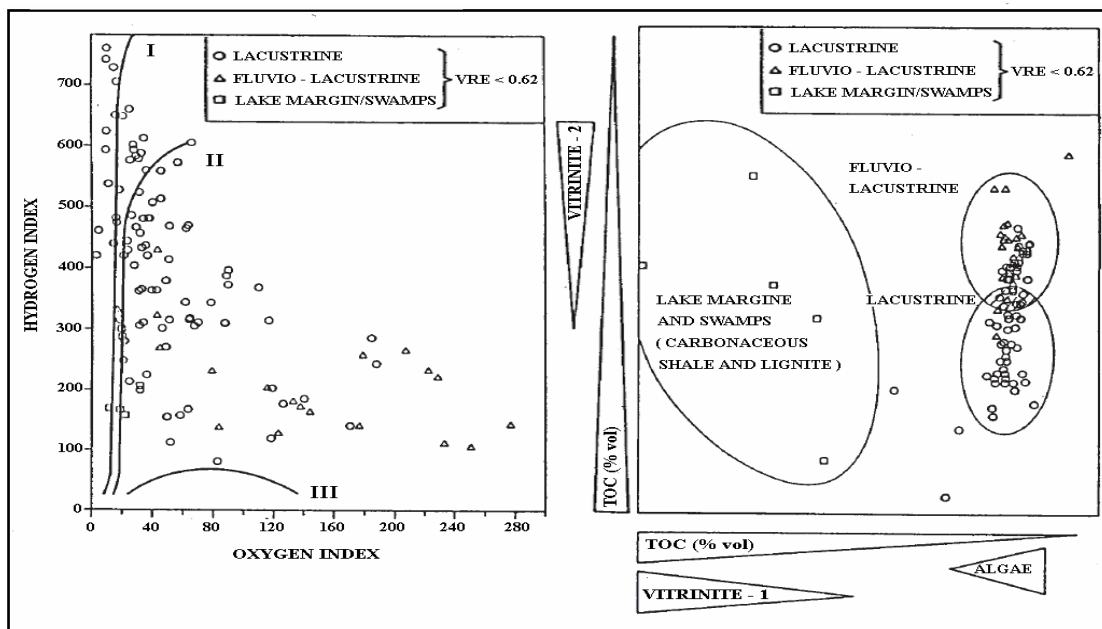 I
LACUSTRINE
FLUVIO - LACUSTRINE
LAKE MARGIN/SWAMPS
VRE < 0.62
700
600
500
400
300
200
100
0
II
III
HYDROGEN INDEX
0 40 80 120 160 200 240 280
OXYGEN INDEX
VITRINITE - 2
TOC (% vol)
LACUSTRINE
FLUVIO - LACUSTRINE
LAKE MARGIN/SWAMPS
VRE < 0.62
FLUVIO -
LACUSTRINE
LACUSTRINE
LAKE MARGINE
AND SWAMPS
( CARBONACEOUS
SHALE AND LIGNITE )
TOC (% vol)
ALGAE
VITRINITE - 1